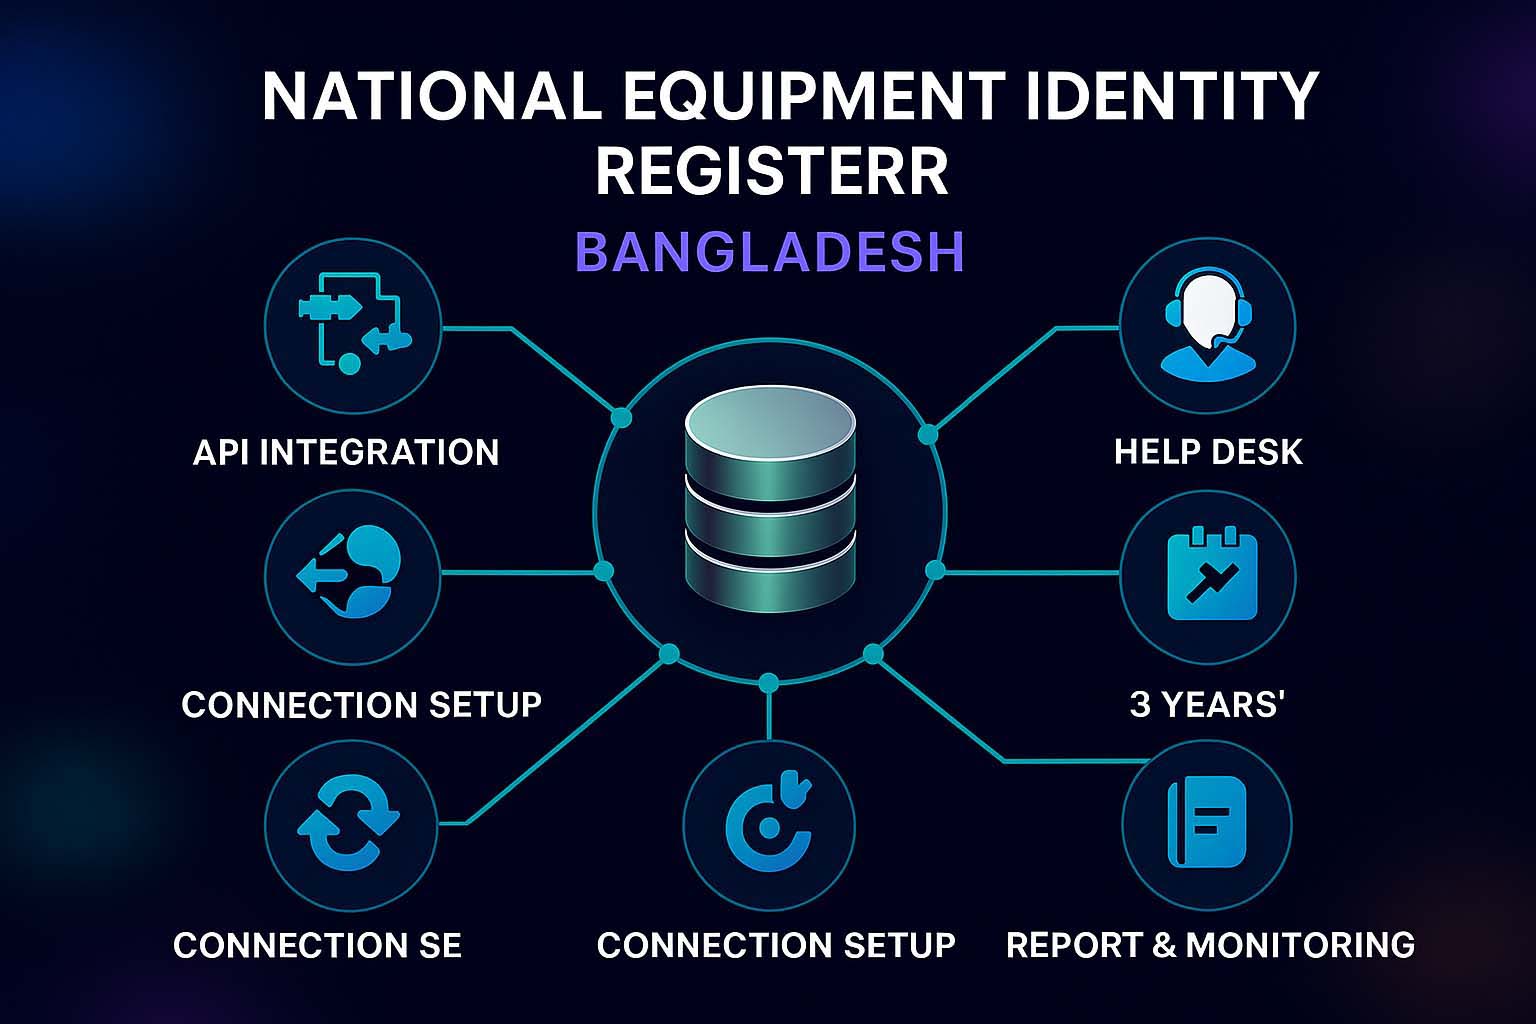 NATIONAL EQUIPMENT IDENTITY
REGISTERR
BANGLADESH
API INTEGRATION
HELP DESK
CONNECTION SETUP
3 YEARS'
CONNECTION SE
CONNECTION SETUP
REPORT & MONITORING